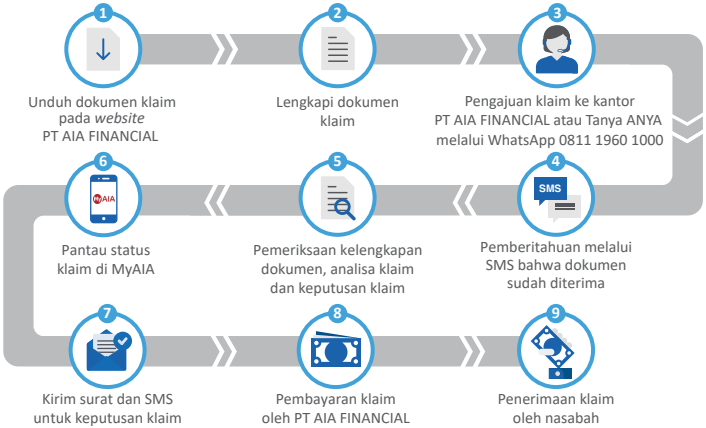 1
Unduh dokumen klaim
pada website
PT AIA FINANCIAL
2
Lengkapi dokumen
klaim
3
Pengajuan klaim ke kantor
PT AIA FINANCIAL atau Tanya ANYA
melalui WhatsApp 0811 1960 1000
4
SMS
Pemberitahuan melalui
SMS bahwa dokumen
sudah diterima
5
Pemeriksaan kelengkapan
dokumen, analisa klaim
dan keputusan klaim
6
MyAIA
Pantau status
klaim di MyAIA
7
Kirim surat dan SMS
untuk keputusan klaim
8
Pembayaran klaim
oleh PT AIA FINANCIAL
9
Penerimaan klaim
oleh nasabah